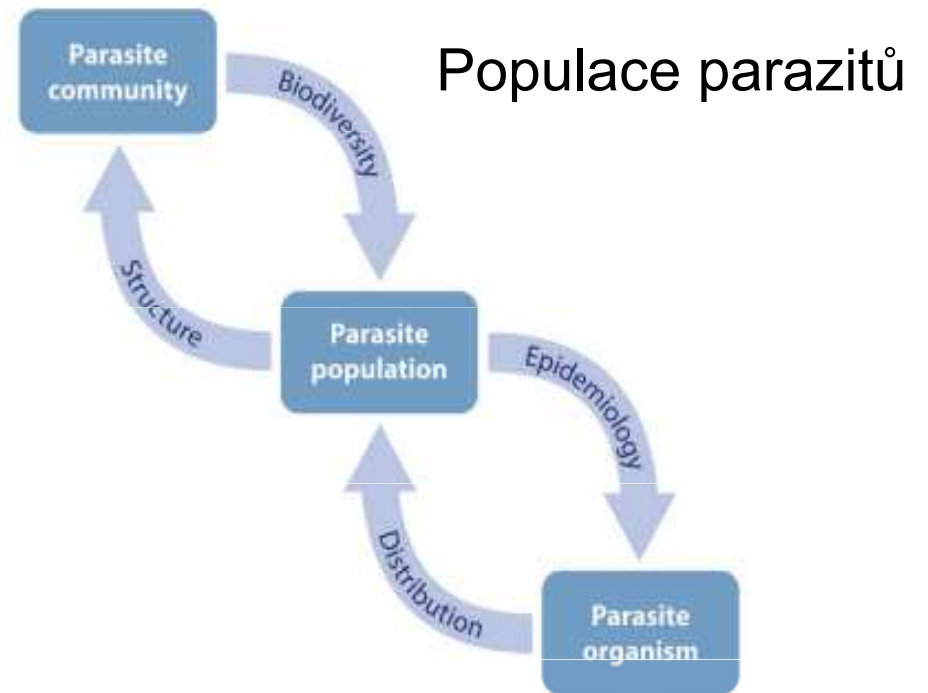 Populace parazitů
Parasite
community
Biodiversity
Structure
Parasite
population
Epidemiology
Distribution
Parasite
organism